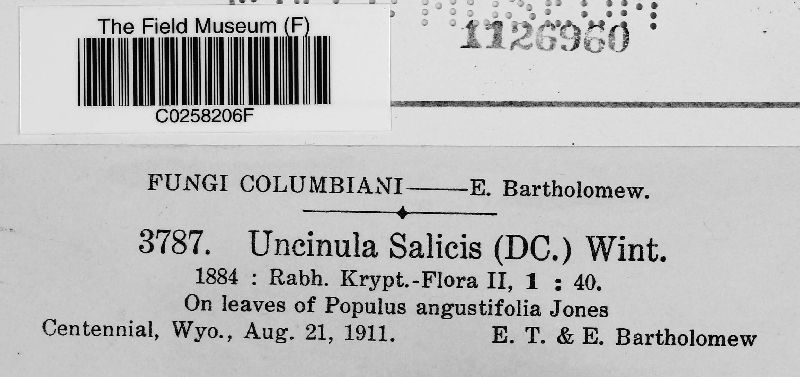 The Field Museum (F)
C0258206F
1126960
FUNGI COLUMBIANI——E. Bartholomew.
3787. Uncinula Salicis (DC.) Wint.
1884 : Rabh. Krypt.-Flora II, 1 : 40.
On leaves of Populus angustifolia Jones
Centennial, Wyo., Aug. 21, 1911. E. T. & E. Bartholomew